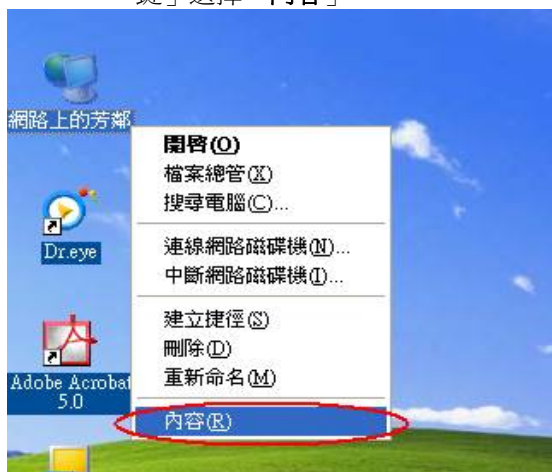 鍵」選擇「內容」
網路上的芳鄰
開啓(O)
檔案總管(X)
搜尋電腦(C)...
連線網路磁碟機(N)...
中斷網路磁碟機(I)...
建立捷徑(S)
刪除(D)
重新命名(M)
內容(R)
Dr.eye
Adobe Acrobat
5.0